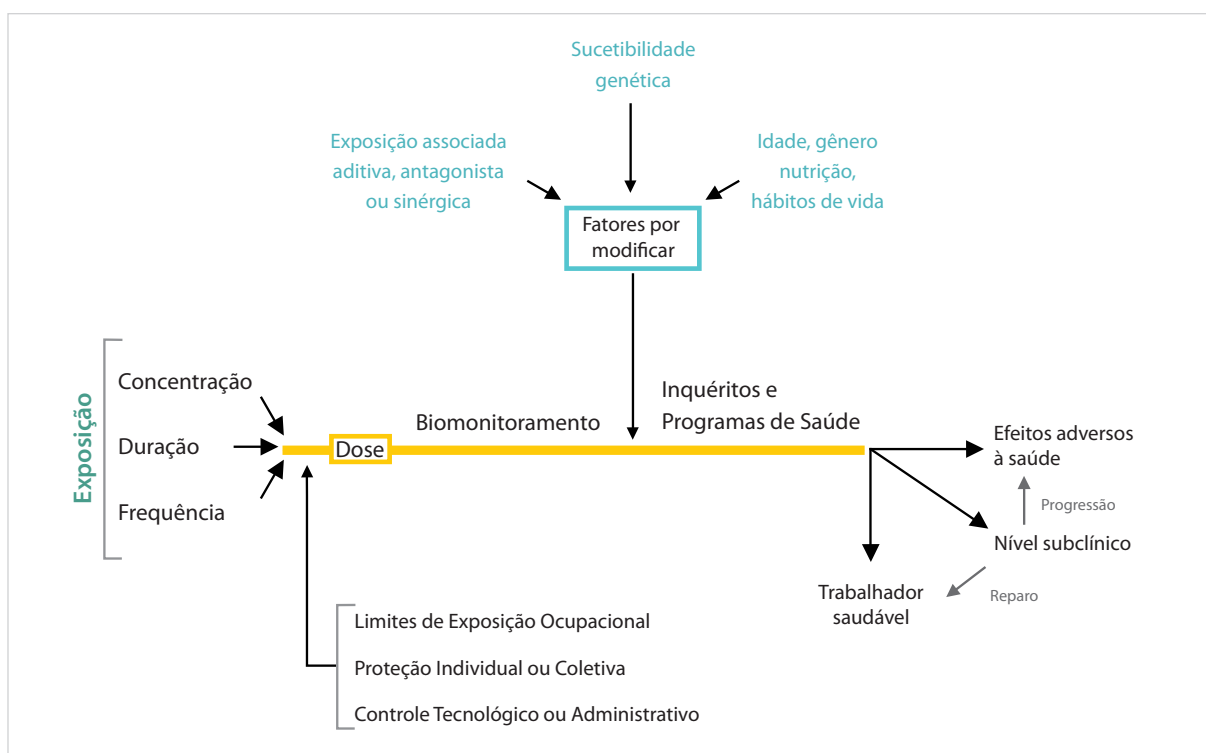 Sucetibilidade
genética
Exposição associada
aditiva, antagonista
ou sinérgica
Idade, gênero
nutrição,
hábitos de vida
Fatores por
modificar
Exposição
Concentração
Duração
Frequência
Dose
Biomonitoramento
Inquéritos e
Programas de Saúde
Efeitos adversos
à saúde
Progressão
Nível subclínico
Reparo
Trabalhador
saudável
Limites de Exposição Ocupacional
Proteção Individual ou Coletiva
Controle Tecnológico ou Administrativo